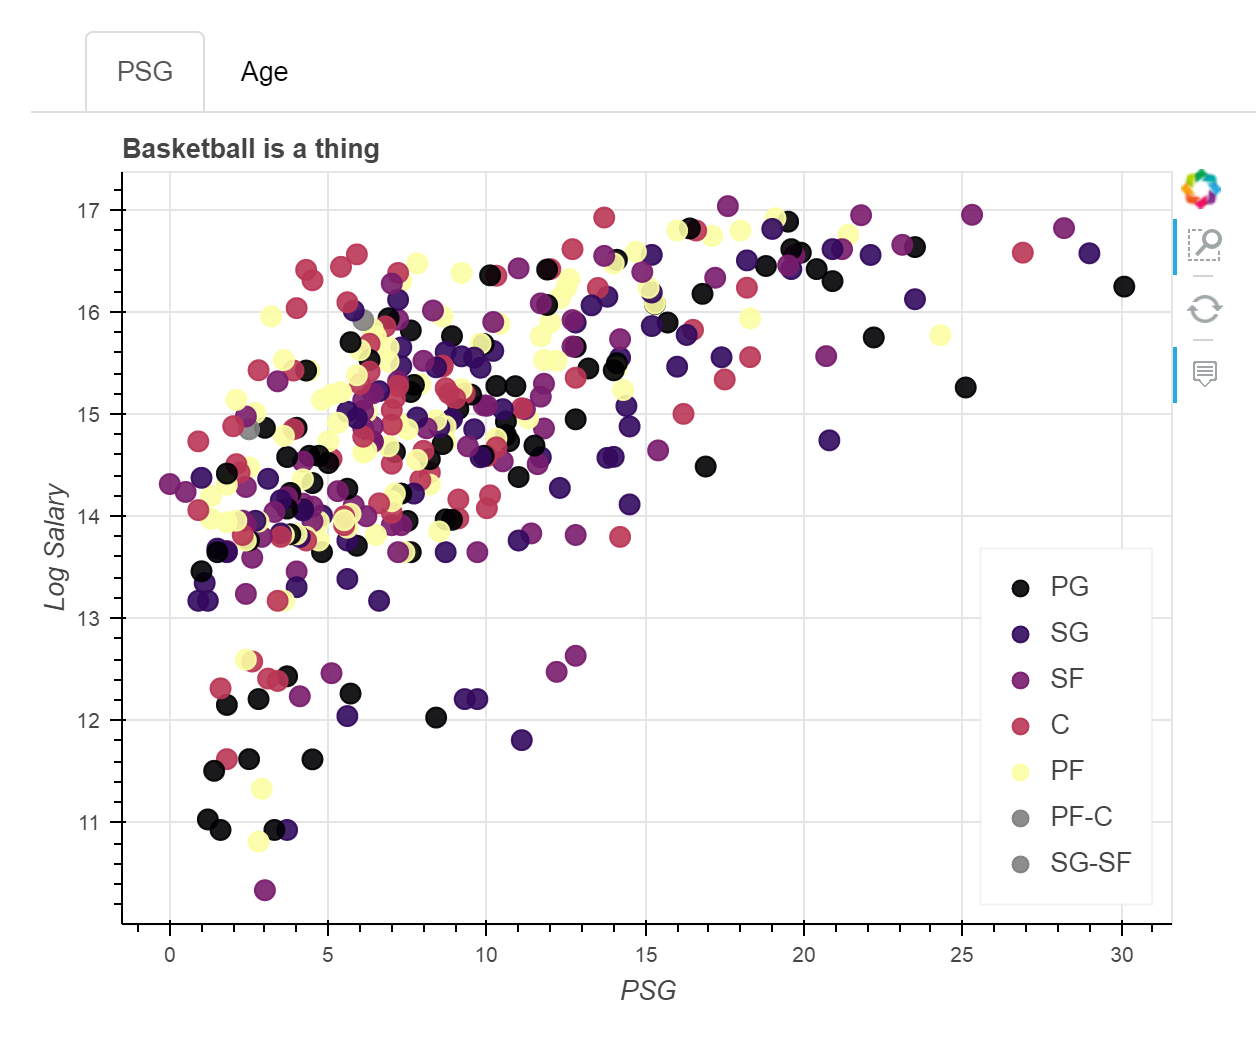 PSG Age
Basketball is a thing
17
16
15
14
13
12
11
Log Salary
PG
SG
SF
C
PF
PF-C
SG-SF
0 5 10 15 20 25 30
PSG